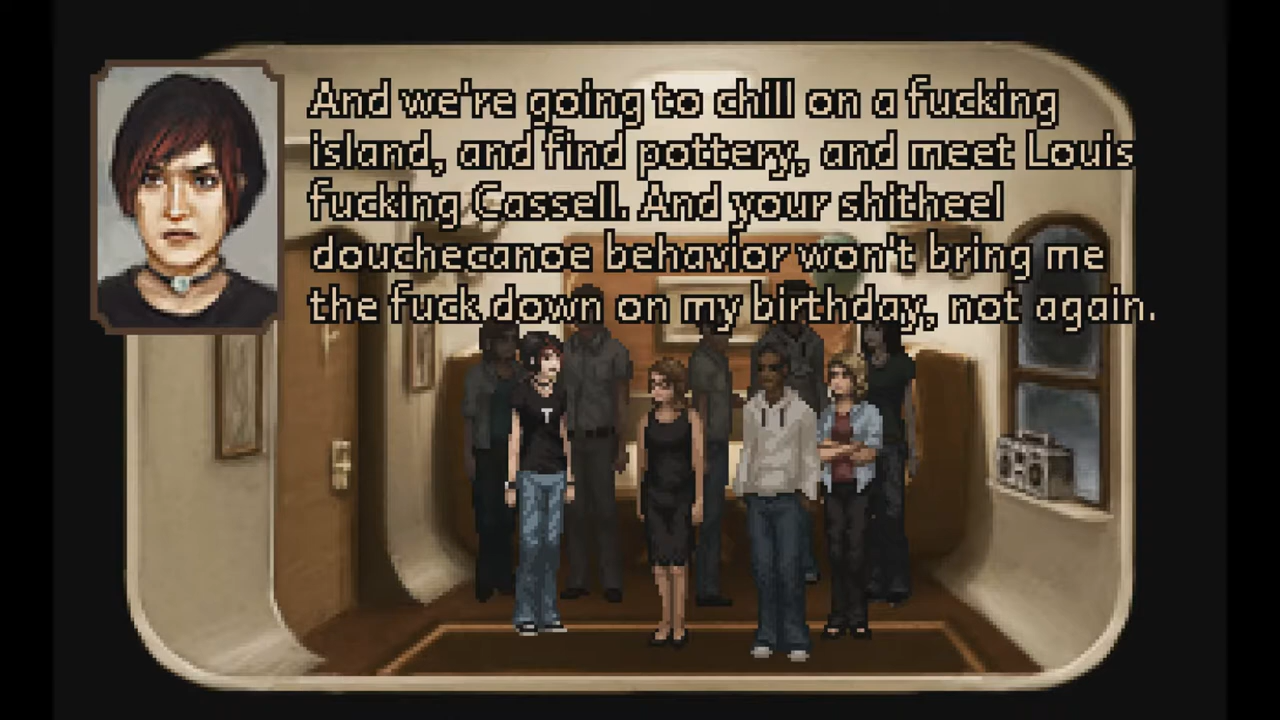 And we're going to chill on a fucking
island, and find pottery, and meet Louis
fucking Cassell. And your shitheel
douchecanoe behavior won't bring me
the fuck down on my birthday, not again.
T